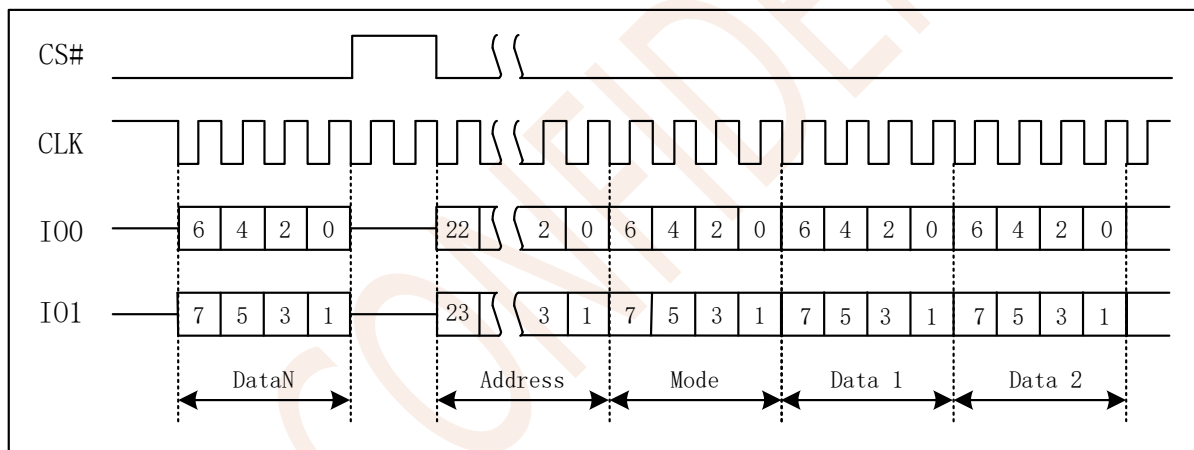 CS#
CLK
IO0 6 4 2 0 22 2 0 6 4 2 0 6 4 2 0 6 4 2 0
IO1 7 5 3 1 23 3 1 7 5 3 1 7 5 3 1 7 5 3 1
DataN Address Mode Data 1 Data 2